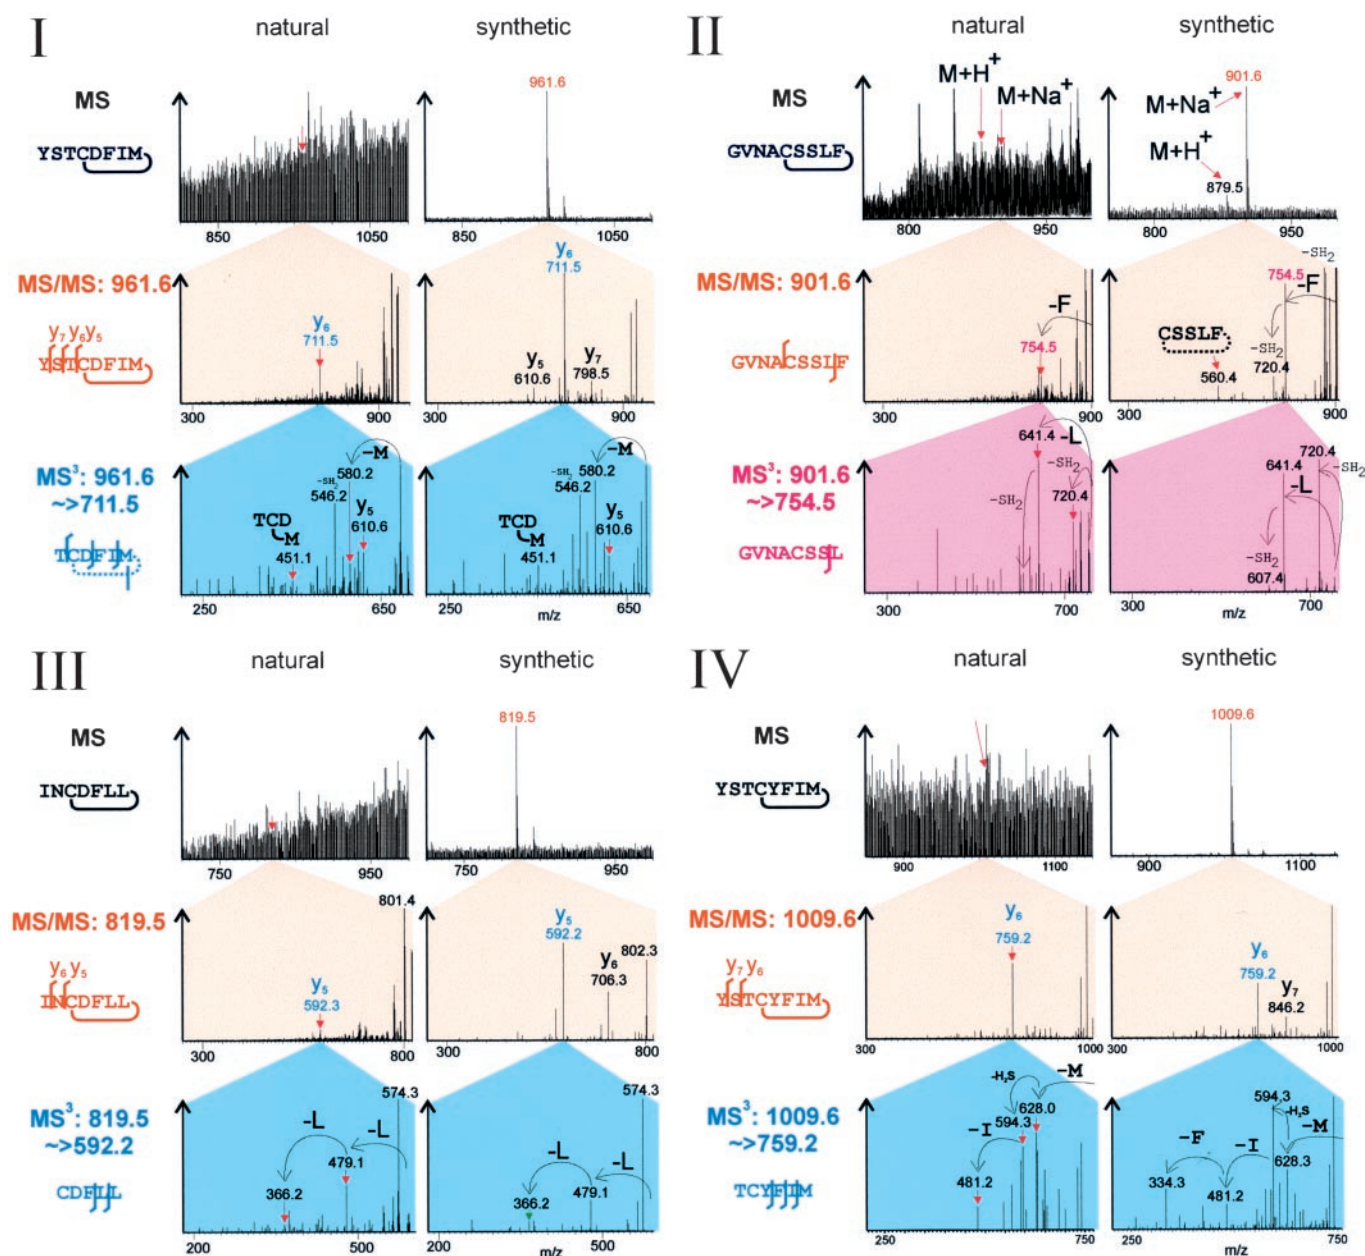 I
natural
synthetic
MS
YSTCDFIM
961.6
850
1050
850
1050
MS/MS: 961.6
y7 y6 y5
YSTCDFIM
y6
711.5
300
900
y6
711.5
y5
610.6
y7
798.5
300
900
MS3: 961.6
~>711.5
TCDFIM
-M
580.2
-SH2
546.2
y5
610.6
TCD
M
451.1
250
650
-M
580.2
-SH2
546.2
y5
610.6
TCD
M
451.1
250
650
m/z
II
natural
synthetic
MS
GVNACSSLF
M+H+
M+Na+
800
950
901.6
M+Na+
M+H+
879.5
800
950
MS/MS: 901.6
GVNACSSLF
-F
754.5
300
900
-SH2
754.5
-F
CSSLF
-SH2
720.4
560.4
300
900
MS3: 901.6
~>754.5
GVNACSSL
641.4
-L
-SH2
-SH2
720.4
300
700
720.4
641.4
-SH2
-L
-SH2
607.4
300
700
m/z
III
natural
synthetic
MS
INCDFLL
750
950
819.5
750
950
MS/MS: 819.5
y6 y5
INCDFLL
801.4
y5
592.3
300
800
y5
592.2
y6
706.3
802.3
300
800
MS3: 819.5
~>592.2
CDFLL
574.3
-L
-L
479.1
366.2
200
500
574.3
-L
-L
479.1
366.2
200
500
m/z
IV
natural
synthetic
MS
YSTCYFIM
900
1100
1009.6
900
1100
MS/MS: 1009.6
y7 y6
YSTCYFIM
y6
759.2
300
1000
y6
759.2
y7
846.2
300
1000
MS3: 1009.6
~>759.2
TCYFIM
-H2S
-M
628.0
594.3
-I
481.2
250
750
594.3
-H2S
-M
-F
-I
628.3
334.3
481.2
250
750
m/z